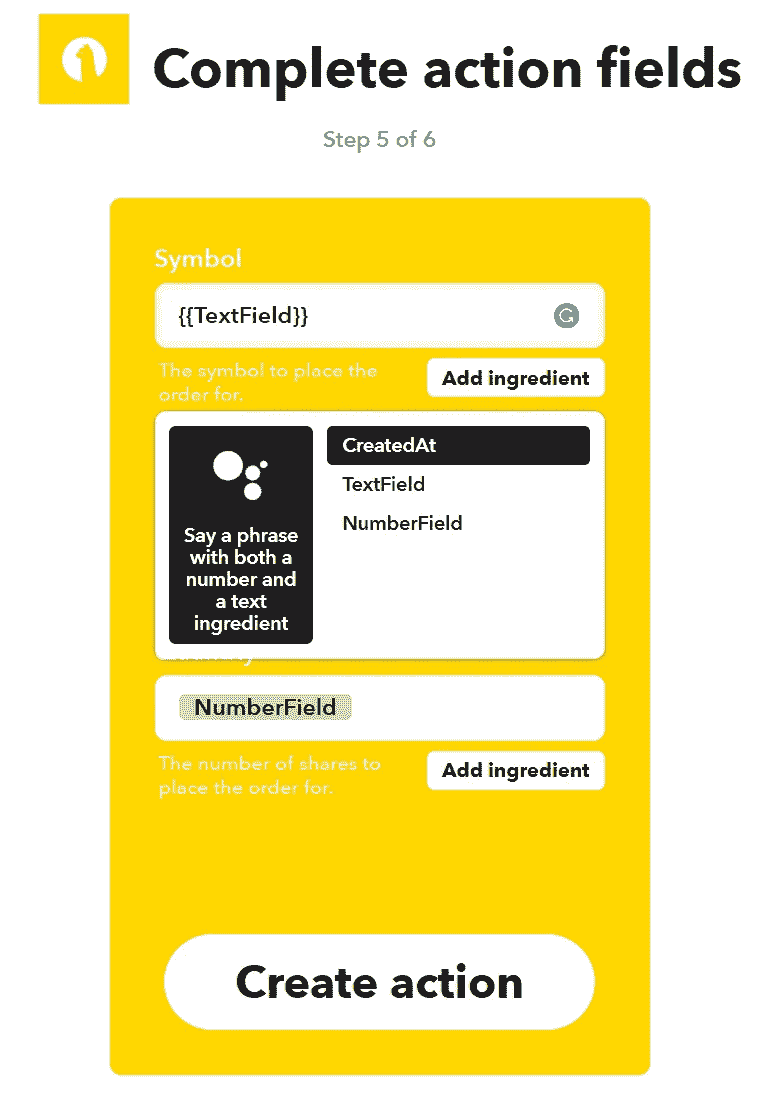 Complete action fields
Step 5 of 6
Symbol
{{TextField}}
The symbol to place the
order for.
Add ingredient
Say a phrase
with both a
number and
a text
ingredient
CreatedAt
TextField
NumberField
NumberField
The number of shares to
place the order for.
Add ingredient
Create action